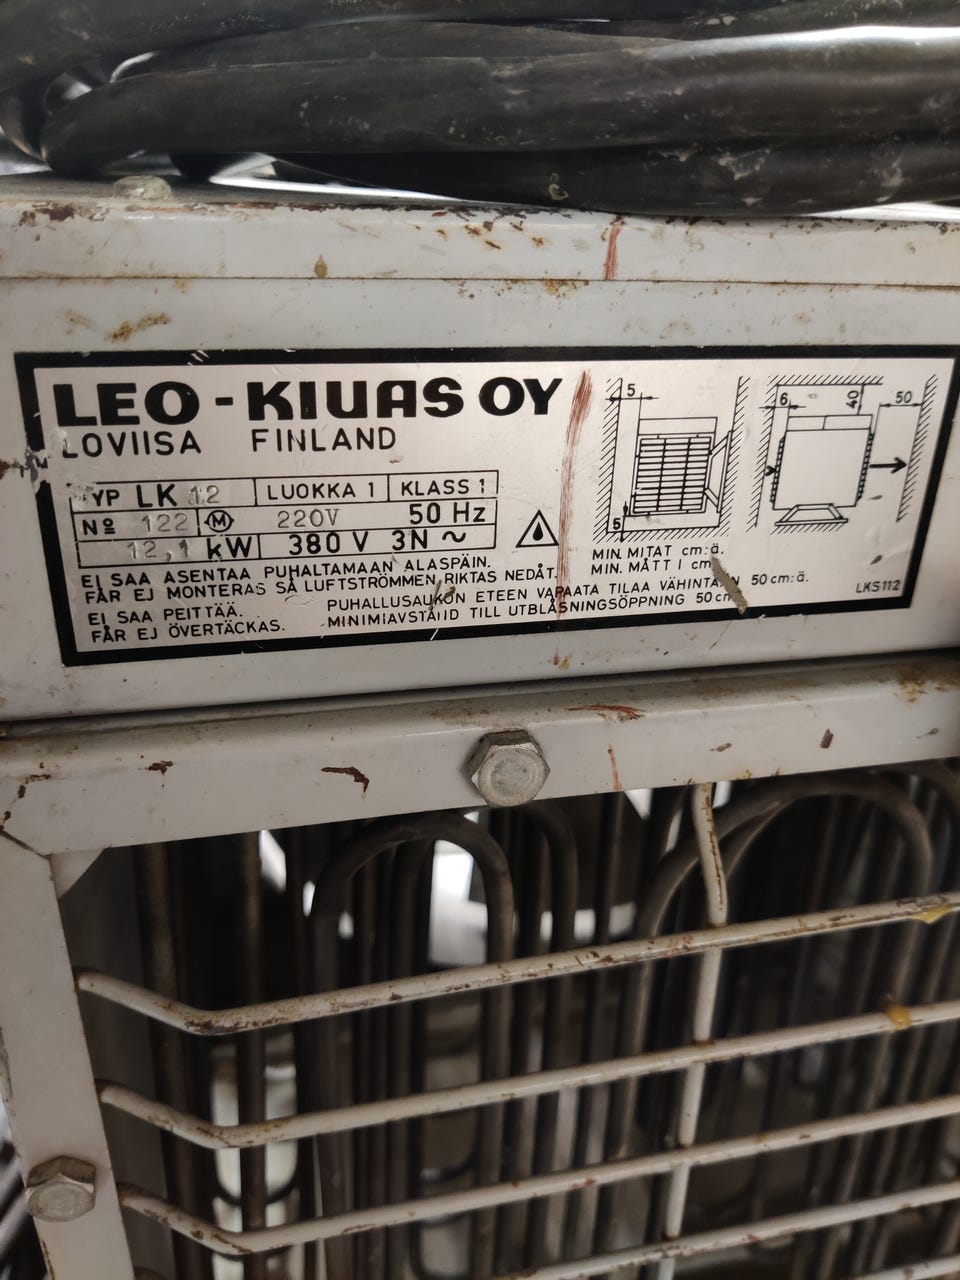 LEO-KIUAS OY
LOVIISA FINLAND
TYP LK 12 LUOKKA 1 KLASS 1
Nº 122 M 220V 50 Hz
12,1 kW 380 V 3N ~
EI SAA ASENTAA PUHALTAMAAN ALASPÄIN.
FÅR EJ MONTERAS SÅ LUFTSTRÖMMEN RIKTAS NEDÅT.
EI SAA PEITTÄÄ.
FÅR EJ ÖVERTÄCKAS.
PUHALLUSAUKON ETEEN VAPAATA TILAA VÄHINTÄIN 50 cm:ä.
MINIMIAVSTÅND TILL UTBLÅSNINGSÖPPNING 50 cm
5
5
6
40
50
MIN. MITAT cm:ä.
MIN. MÅTT I cm
LKS112